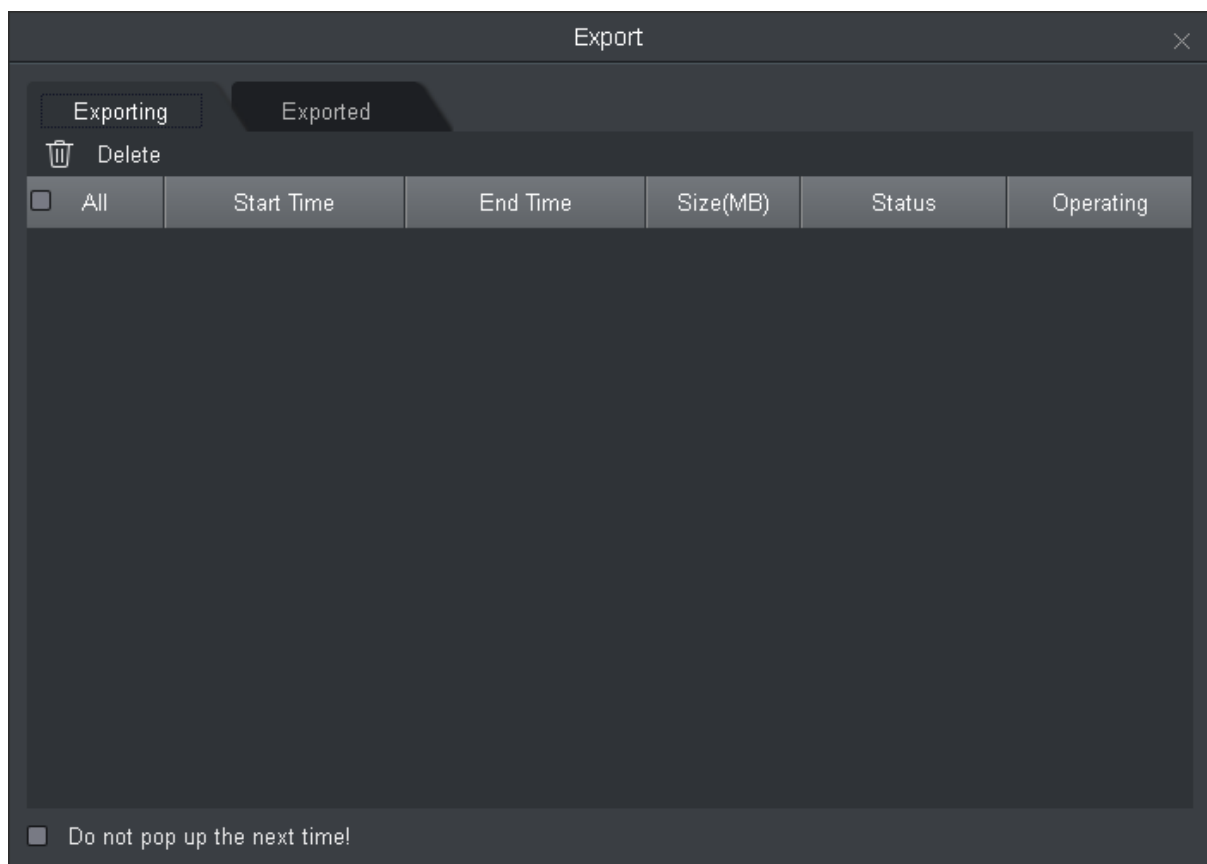 Export
Exporting Exported
Delete
All Start Time End Time Size(MB) Status Operating
Do not pop up the next time!